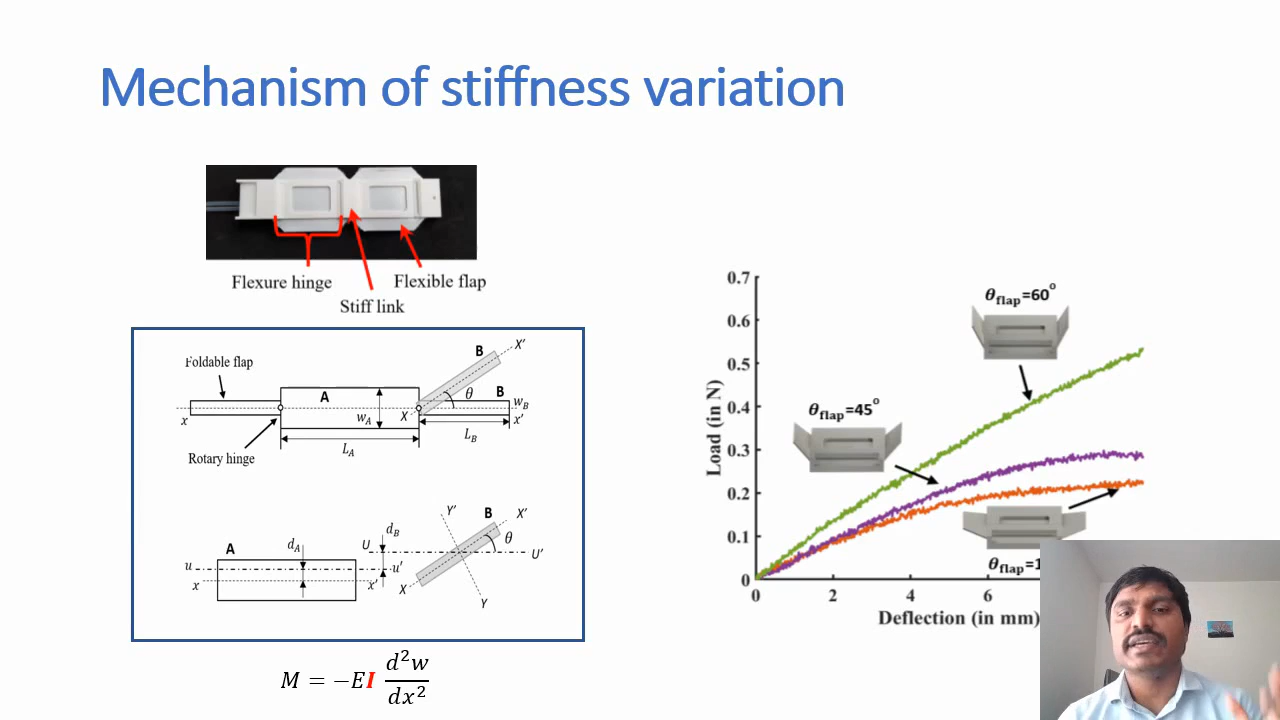 Mechanism of stiffness variation
Flexure hinge
Flexible flap
Stiff link
Foldable flap
Rotary hinge
A
B
X'
θ
B
w_B
x
x'
X
w_A
L_A
L_B
A
d_A
u
u'
x
x'
U
d_B
U'
Y'
B
X'
θ
X
Y
M = −EI d²w/dx²
Load (in N)
0.7
0.6
0.5
0.4
0.3
0.2
0.1
0
0
2
4
6
Deflection (in mm)
θ_flap=60°
θ_flap=45°
θ_flap=1